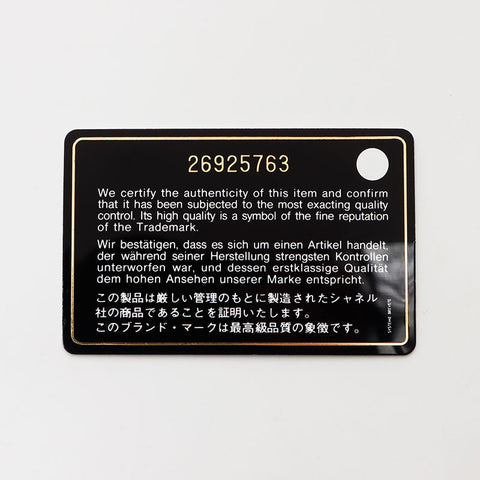 26925763
We certify the authenticity of this item and confirm
that it has been subjected to the most exacting quality
control. Its high quality is a symbol of the fine reputation
of the Trademark.
Wir bestätigen, dass es sich um einen Artikel handelt,
der während seiner Herstellung strengsten Kontrollen
unterworfen war, und dessen erstklassige Qualität
dem hohen Ansehen unserer Marke entspricht.
この製品は厳しい管理のもとに製造されたシャネル
社の商品であることを証明いたします。
このブランド・マークは最高級品質の象徴です。